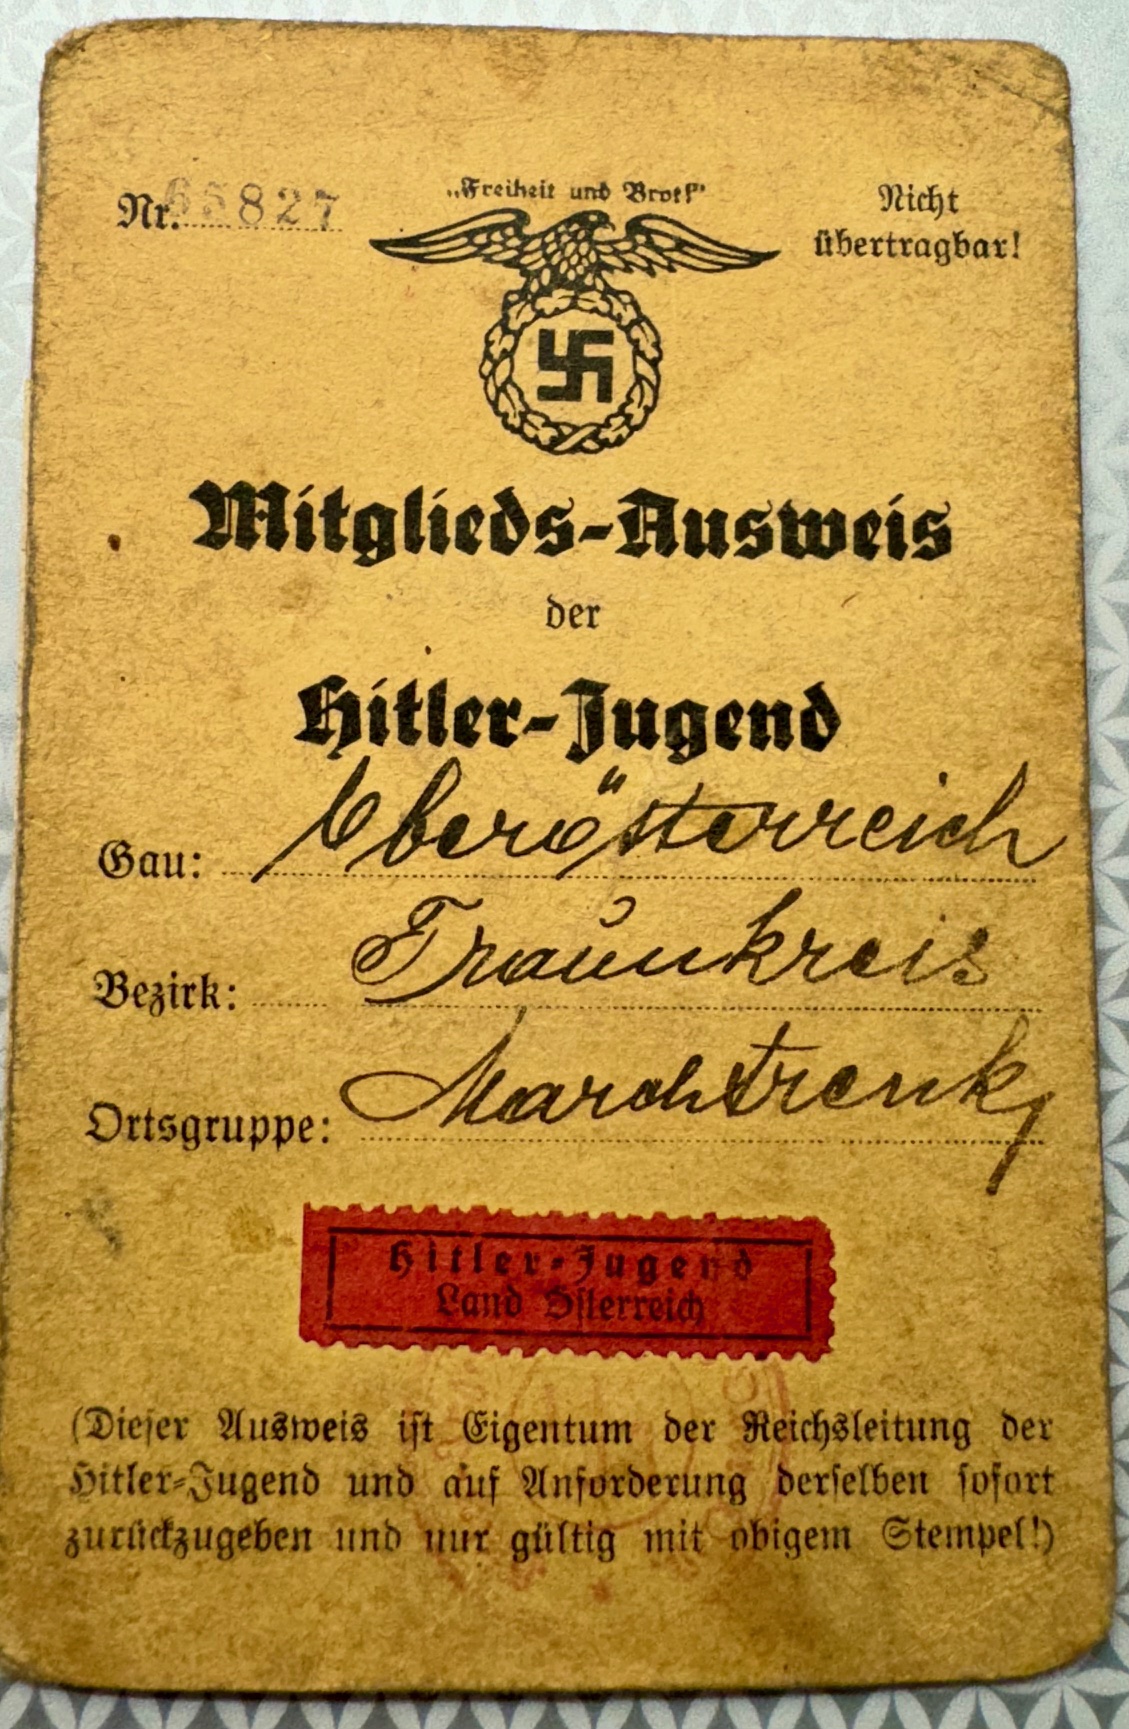 Nr. 65827
„Freiheit und Brot!"
Nicht
übertragbar!
Mitglieds-Ausweis
der
Hitler-Jugend
Gau: Oberösterreich
Bezirk: Traunkreis
Ortsgruppe: Marchtrenk
Hitler-Jugend
Land Österreich
(Dieser Ausweis ist Eigentum der Reichsleitung der
Hitler-Jugend und auf Anforderung derselben sofort
zurückzugeben und nur gültig mit obigem Stempel!)